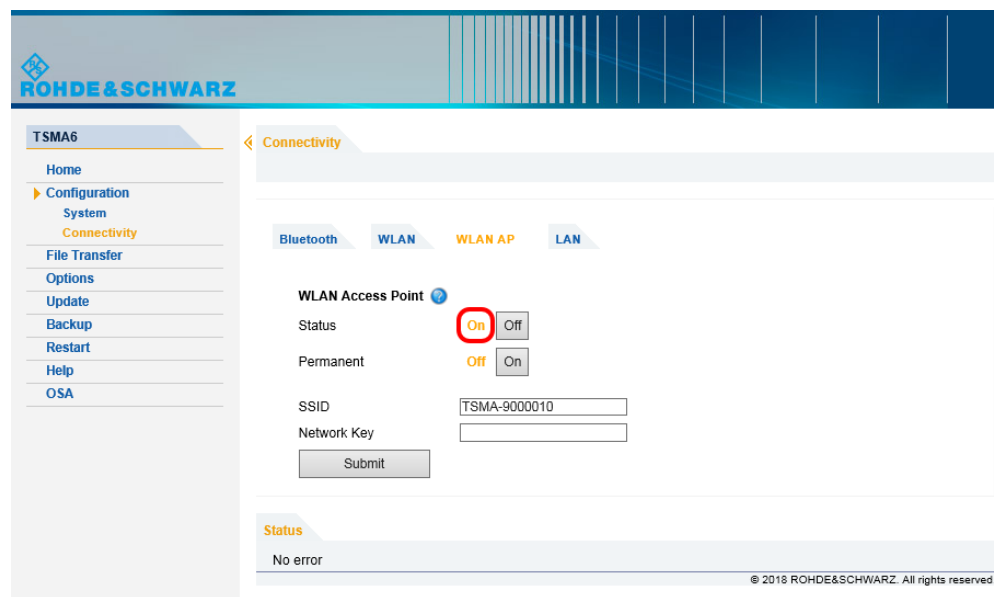 R&S
ROHDE&SCHWARZ
TSMA6
Home
Configuration
System
Connectivity
File Transfer
Options
Update
Backup
Restart
Help
OSA
Connectivity
Bluetooth WLAN WLAN AP LAN
WLAN Access Point ?
Status On Off
Permanent Off On
SSID TSMA-9000010
Network Key
Submit
Status
No error
© 2018 ROHDE&SCHWARZ. All rights reserved